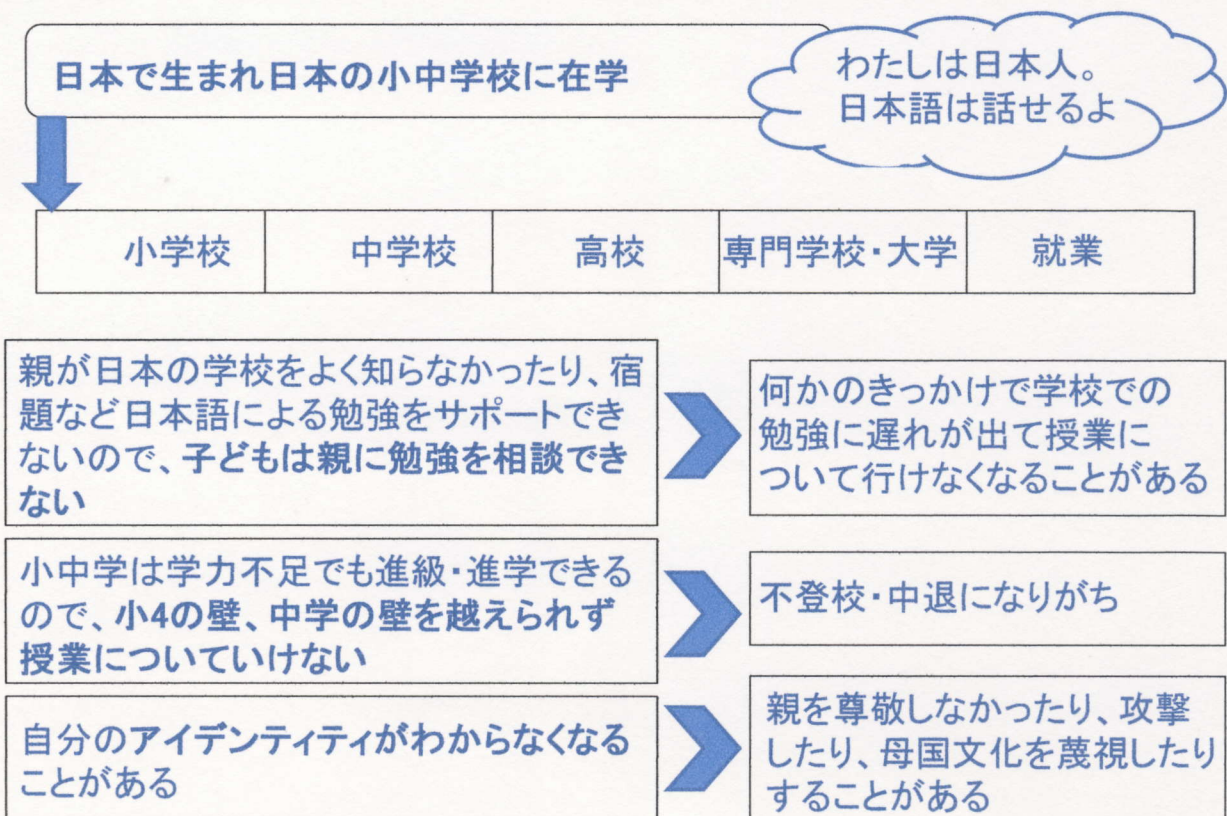 日本で生まれ日本の小中学校に在学
わたしは日本人。
日本語は話せるよ
小学校
中学校
高校
専門学校・大学
就業
親が日本の学校をよく知らなかったり、宿
題など日本語による勉強をサポートでき
ないので、子どもは親に勉強を相談でき
ない
何かのきっかけで学校での
勉強に遅れが出て授業に
ついて行けなくなることがある
小中学は学力不足でも進級・進学できる
ので、小4の壁、中学の壁を越えられず
授業についていけない
不登校・中退になりがち
自分のアイデンティティがわからなくなる
ことがある
親を尊敬しなかったり、攻撃
したり、母国文化を蔑視したり
することがある